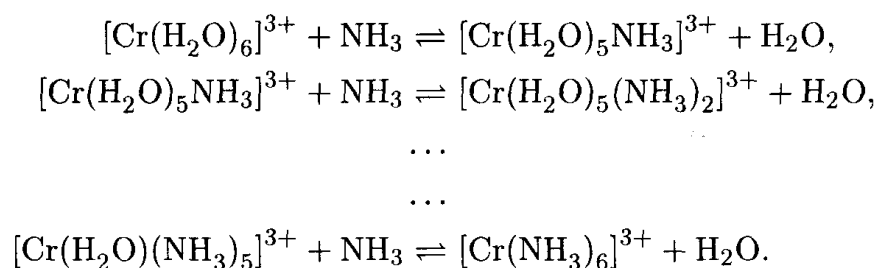 [Cr(H₂O)₆]³⁺ + NH₃ ⇌ [Cr(H₂O)₅NH₃]³⁺ + H₂O,
[Cr(H₂O)₅NH₃]³⁺ + NH₃ ⇌ [Cr(H₂O)₅(NH₃)₂]³⁺ + H₂O,
...
...
[Cr(H₂O)(NH₃)₅]³⁺ + NH₃ ⇌ [Cr(NH₃)₆]³⁺ + H₂O.